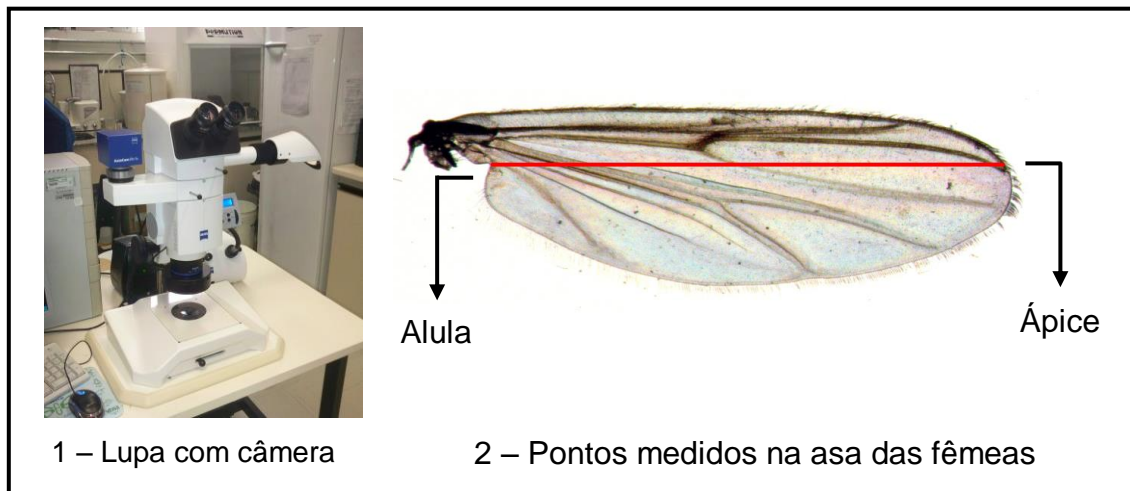 Alula
Ápice
1 – Lupa com câmera
2 – Pontos medidos na asa das fêmeas